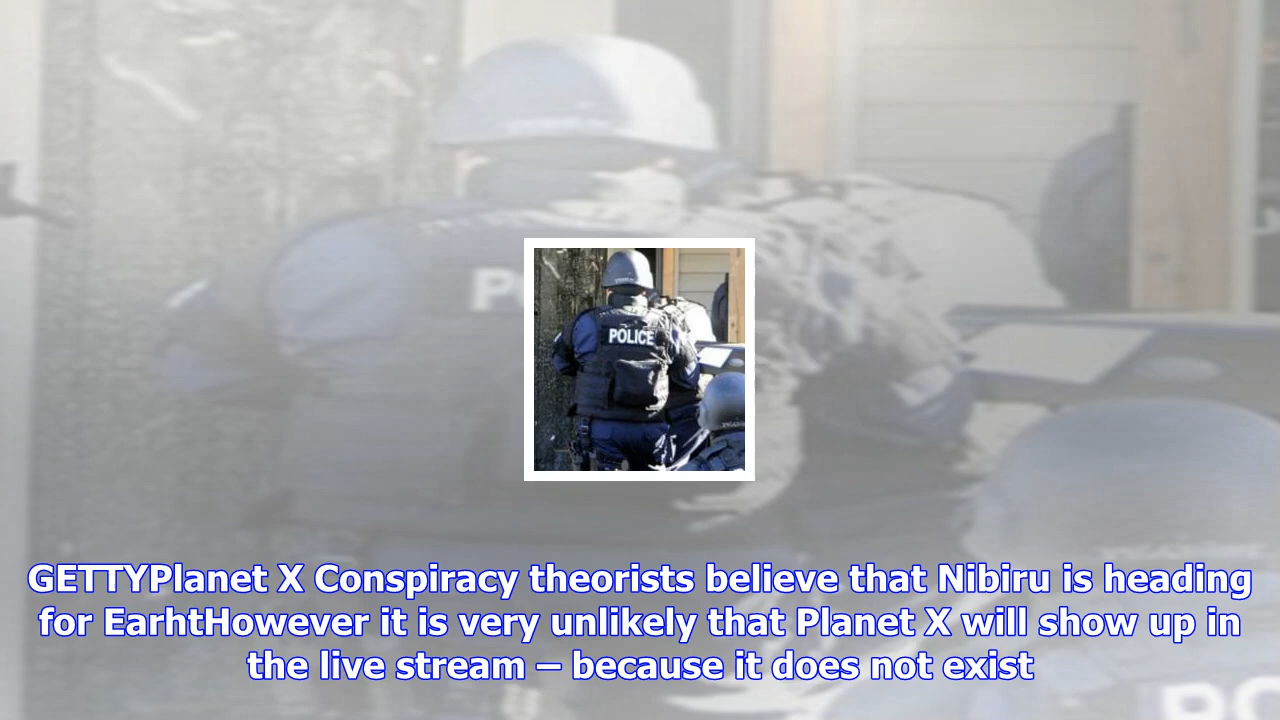 POLICE
GETTYPlanet X Conspiracy theorists believe that Nibiru is heading
for EarhtHowever it is very unlikely that Planet X will show up in
the live stream – because it does not exist